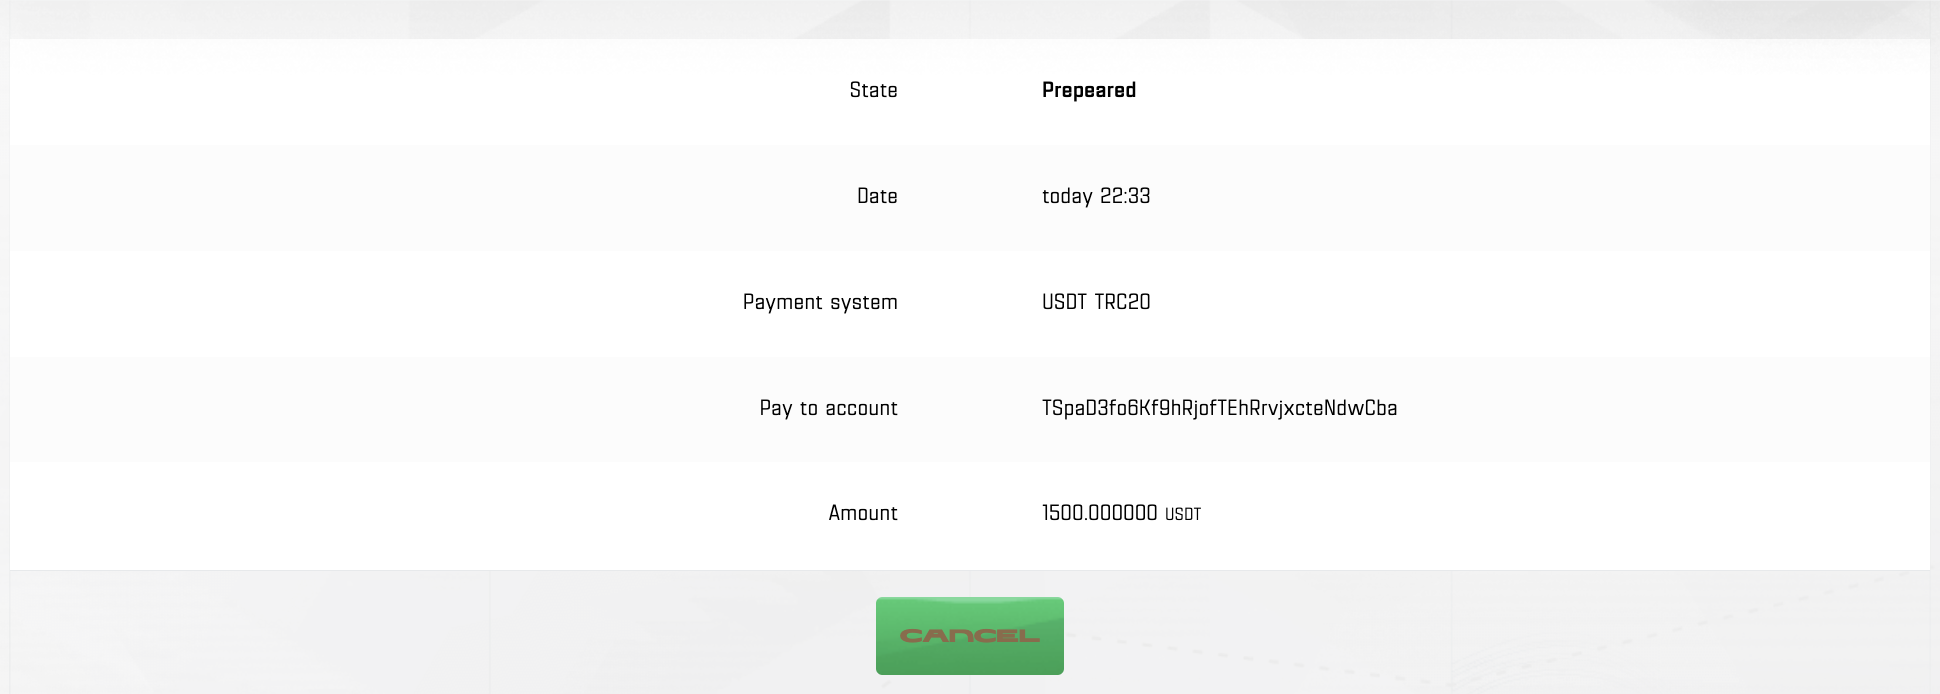 State Prepeared
Date today 22:33
Payment system USDT TRC20
Pay to account TSpaD3fo6Kf9hRjofTEhRrvjxcteNdwCba
Amount 1500.000000 USDT
CANCEL